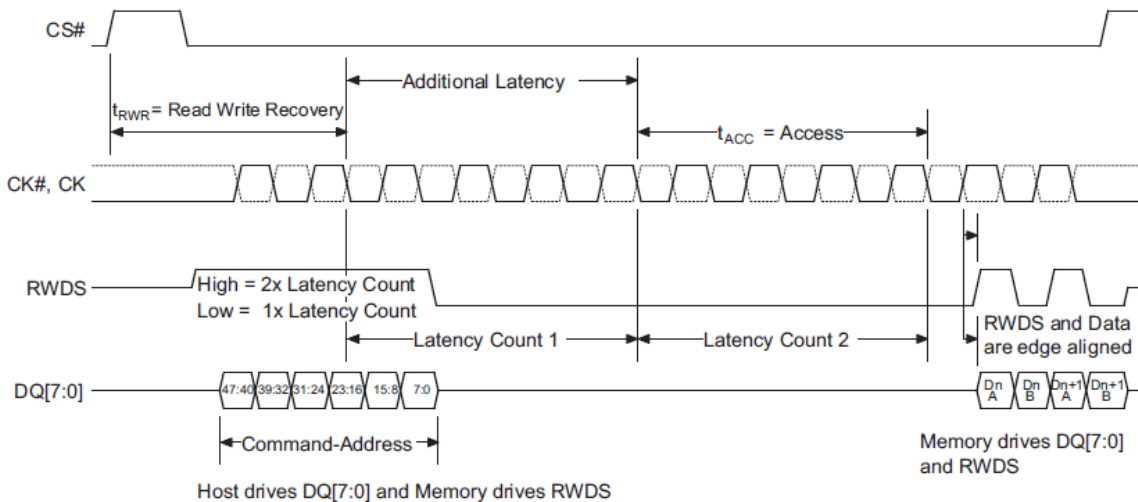 CS#
Additional Latency
tRWR = Read Write Recovery
tACC = Access
CK#, CK
RWDS
High = 2x Latency Count
Low = 1x Latency Count
Latency Count 1
Latency Count 2
RWDS and Data
are edge aligned
DQ[7:0]
47:40 39:32 31:24 23:16 15:8 7:0
Dn A
Dn B
Dn+1 A
Dn+1 B
Command-Address
Memory drives DQ[7:0]
and RWDS
Host drives DQ[7:0] and Memory drives RWDS